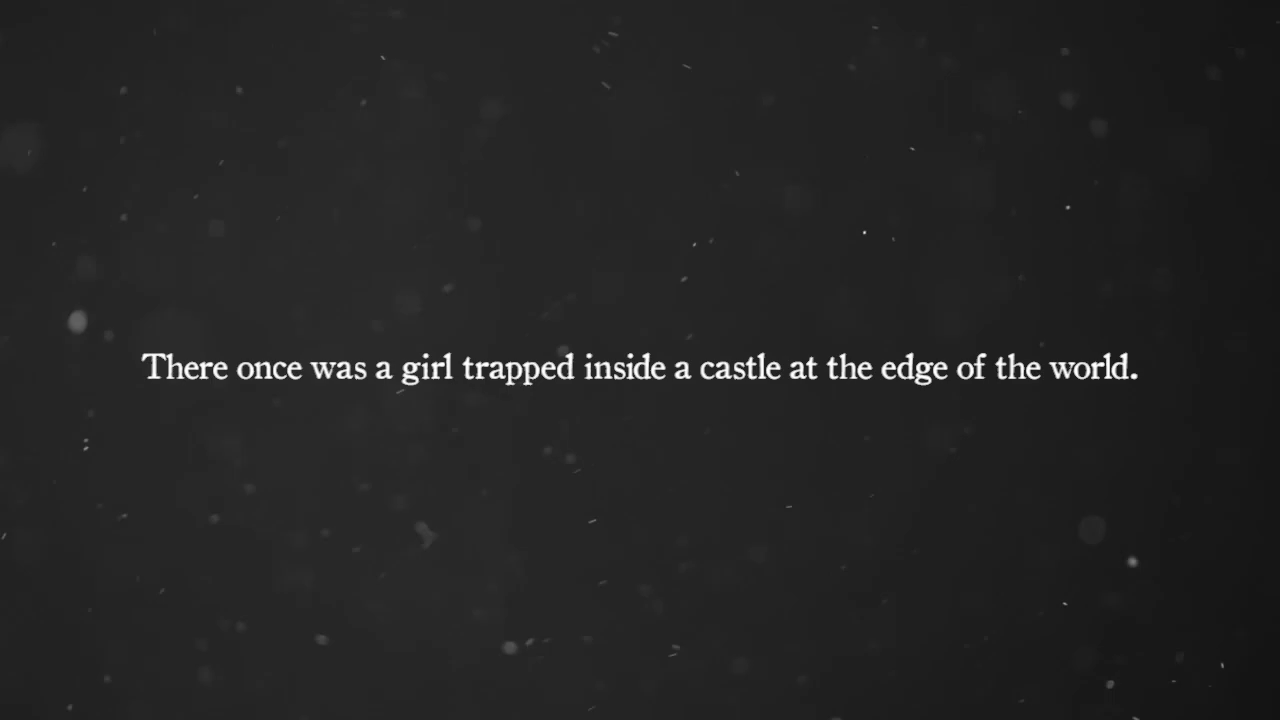 There once was a girl trapped inside a castle at the edge of the world.